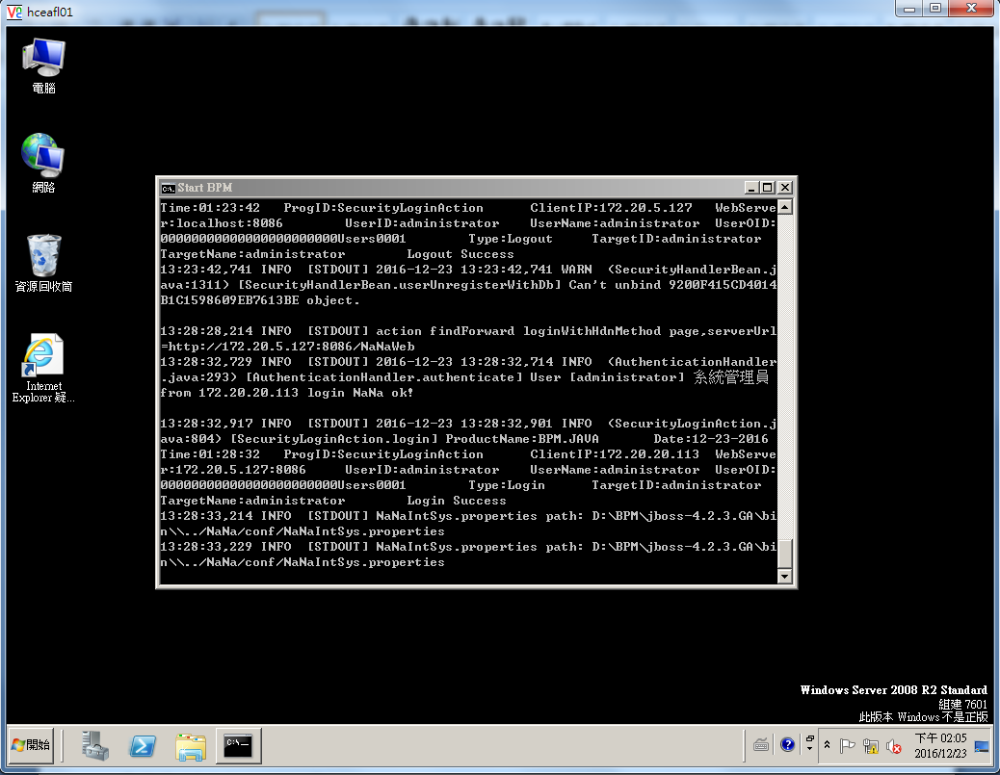 hceafl01
電腦
網路
資源回收筒
Internet
Explorer 疑...
Start BPM
Time:01:23:42   ProgID:SecurityLoginAction      ClientIP:172.20.5.127   WebServe
r:localhost:8086        UserID:administrator    UserName:administrator  UserOID:
00000000000000000000000Users0001        Type:Logout     TargetID:administrator
TargetName:administrator        Logout Success
13:23:42,741 INFO  [STDOUT] 2016-12-23 13:23:42,741 WARN  (SecurityHandlerBean.j
ava:1311) [SecurityHandlerBean.userUnregisterWithDb] Can't unbind 9200F415CD4014
B1C1598609EB7613BE object.
13:28:28,214 INFO  [STDOUT] action findForward loginWithHdnMethod page,serverUrl
=http://172.20.5.127:8086/NaNaWeb
13:28:32,729 INFO  [STDOUT] 2016-12-23 13:28:32,714 INFO  (AuthenticationHandler
.java:293) [AuthenticationHandler.authenticate] User [administrator] 系統管理員
from 172.20.20.113 login NaNa ok!
13:28:32,917 INFO  [STDOUT] 2016-12-23 13:28:32,901 INFO  (SecurityLoginAction.j
ava:804) [SecurityLoginAction.login] ProductName:BPM.JAVA       Date:12-23-2016
Time:01:28:32   ProgID:SecurityLoginAction      ClientIP:172.20.20.113  WebServe
r:172.20.5.127:8086     UserID:administrator    UserName:administrator  UserOID:
00000000000000000000000Users0001        Type:Login      TargetID:administrator
TargetName:administrator        Login Success
13:28:33,214 INFO  [STDOUT] NaNaIntSys.properties path: D:\BPM\jboss-4.2.3.GA\bi
n\\../NaNa/conf/NaNaIntSys.properties
13:28:33,229 INFO  [STDOUT] NaNaIntSys.properties path: D:\BPM\jboss-4.2.3.GA\bi
n\\../NaNa/conf/NaNaIntSys.properties
Windows Server 2008 R2 Standard
組建 7601
此版本 Windows 不是正版
開始
下午 02:05
2016/12/23